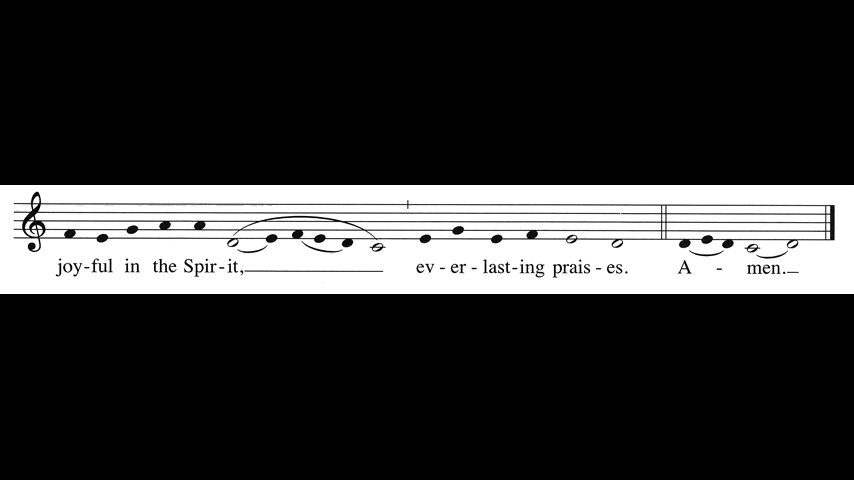 joy-ful in the Spir-it, ev-er-last-ing prais-es. A-men.